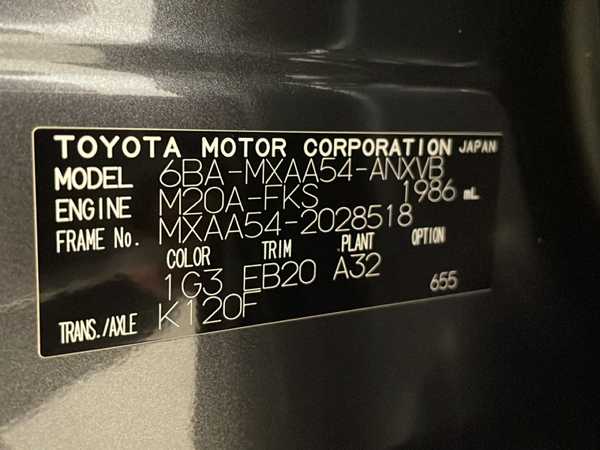 TOYOTA MOTOR CORPORATION JAPAN
MODEL 6BA-MXAA54-ANXVB
ENGINE M20A-FKS 1986 mL
FRAME No. MXAA54-2028518
COLOR TRIM PLANT OPTION
1G3 EB20 A32
TRANS./AXLE K120F 655